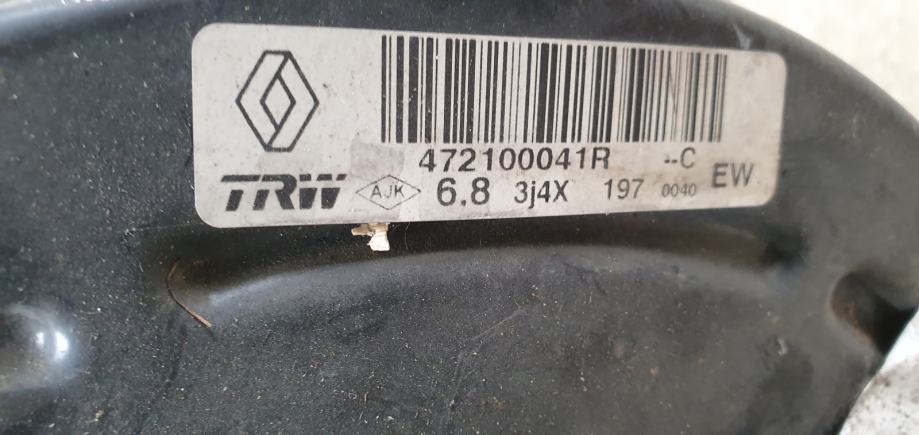 472100041R --C
TRW AJK 6.8 3j4X 197 0040 EW